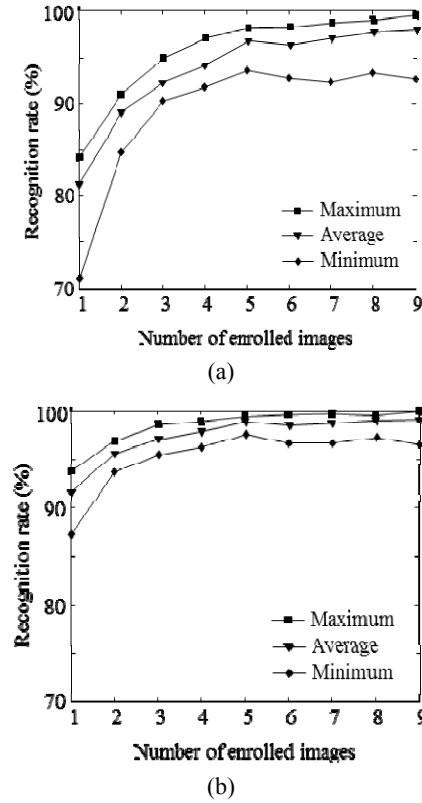 100
90
80
70
Recognition rate (%)
Maximum
Average
Minimum
1 2 3 4 5 6 7 8 9
Number of enrolled images
(a)
100
90
80
70
Recognition rate (%)
Maximum
Average
Minimum
1 2 3 4 5 6 7 8 9
Number of enrolled images
(b)